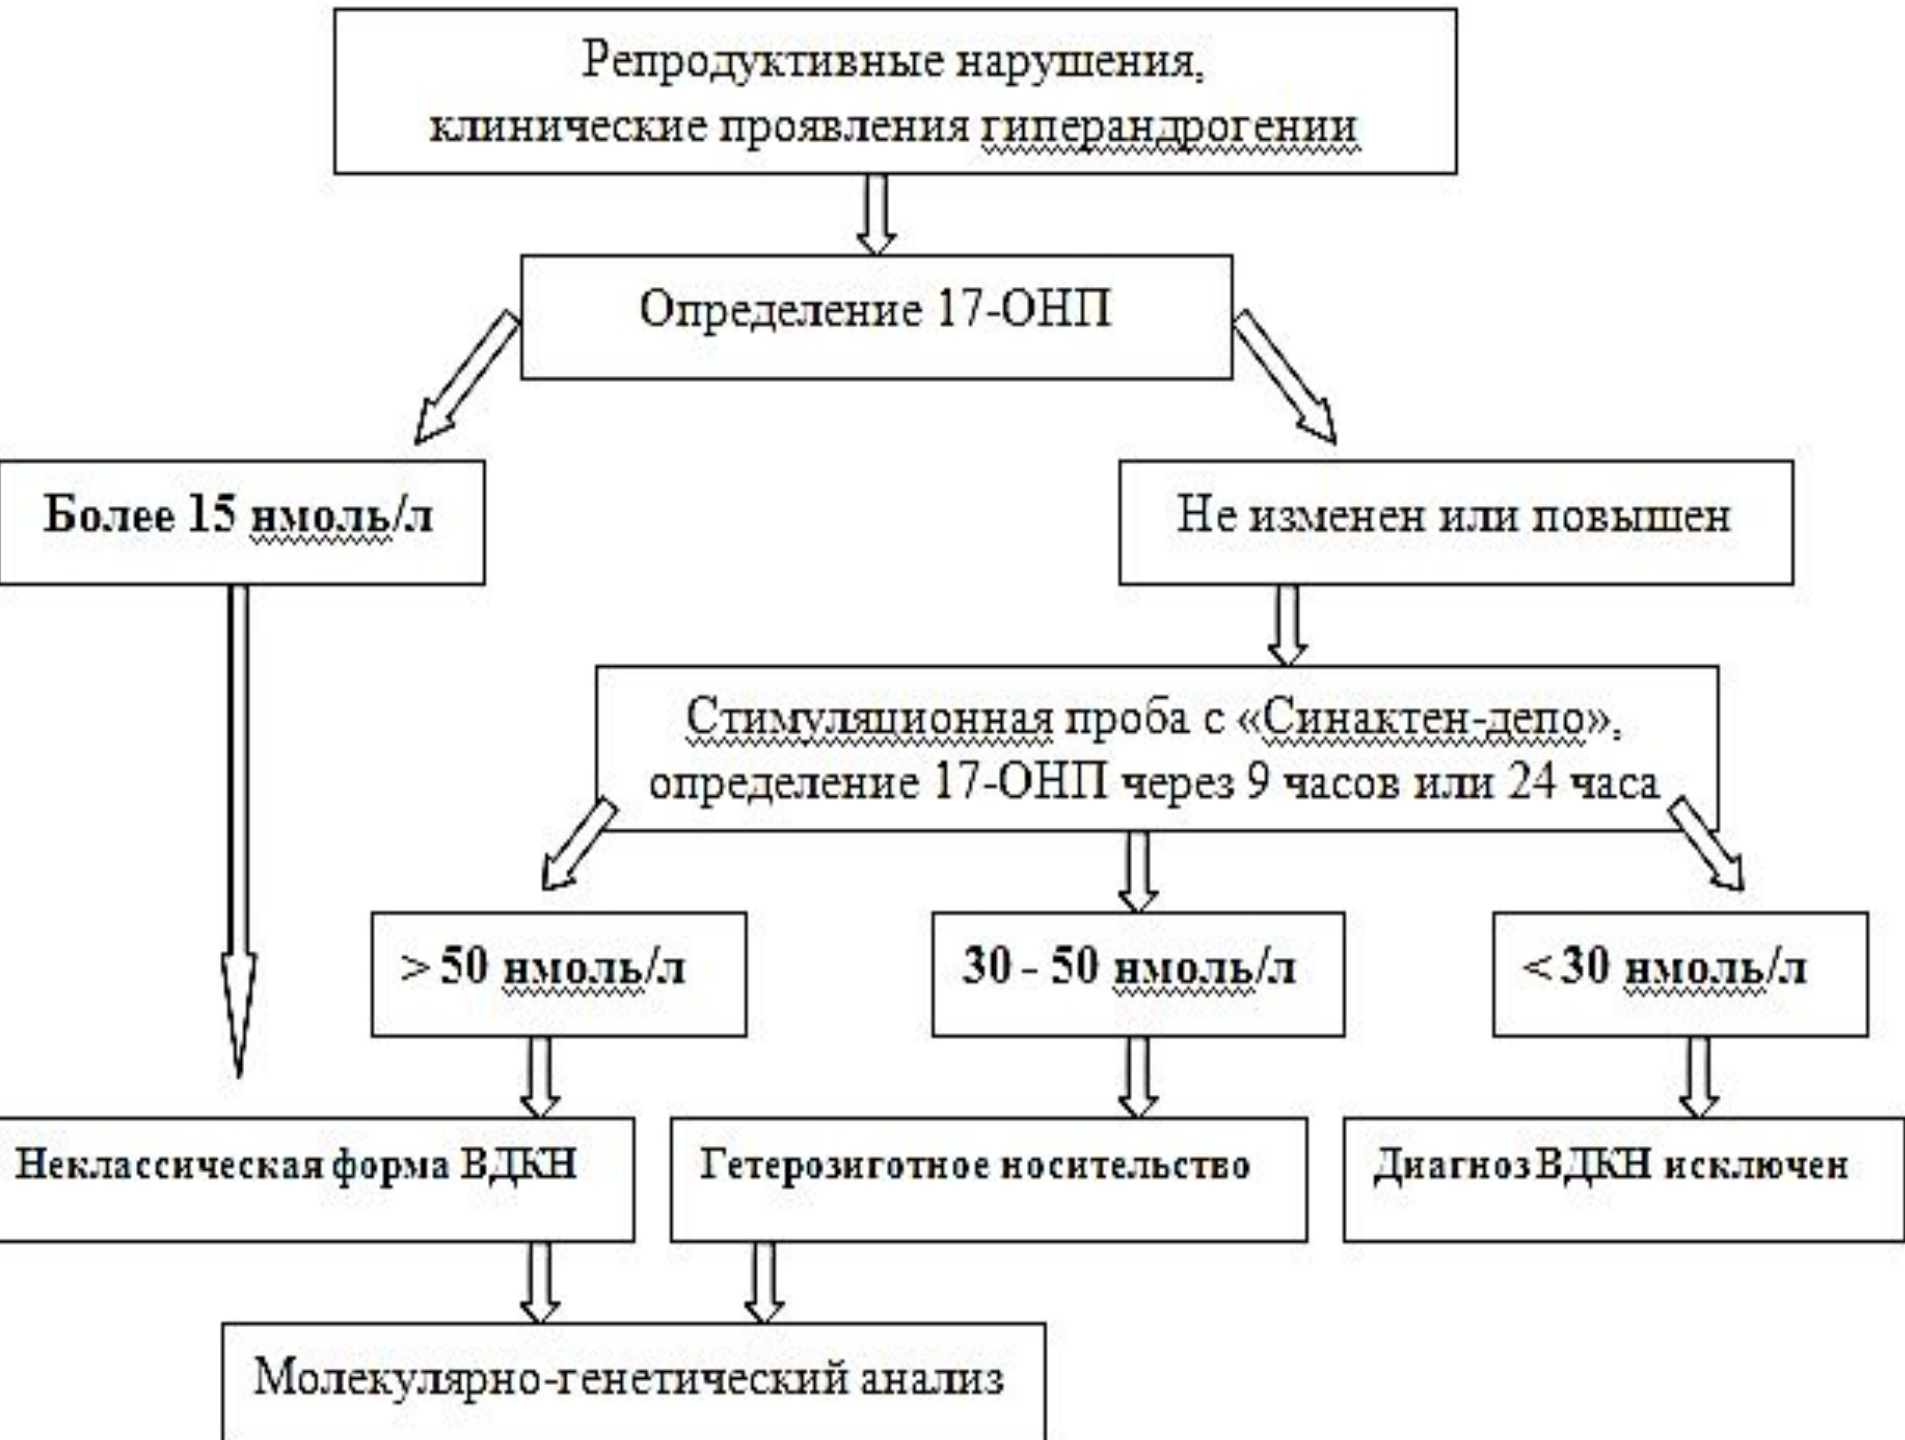 Репродуктивные нарушения,
клинические проявления гиперандрогении
Определение 17-ОНП
Более 15 нмоль/л
Не изменен или повышен
Стимуляционная проба с «Синактен-депо»,
определение 17-ОНП через 9 часов или 24 часа
> 50 нмоль/л
30 - 50 нмоль/л
< 30 нмоль/л
Неклассическая форма ВДКН
Гетерозиготное носительство
Диагноз ВДКН исключен
Молекулярно-генетический анализ